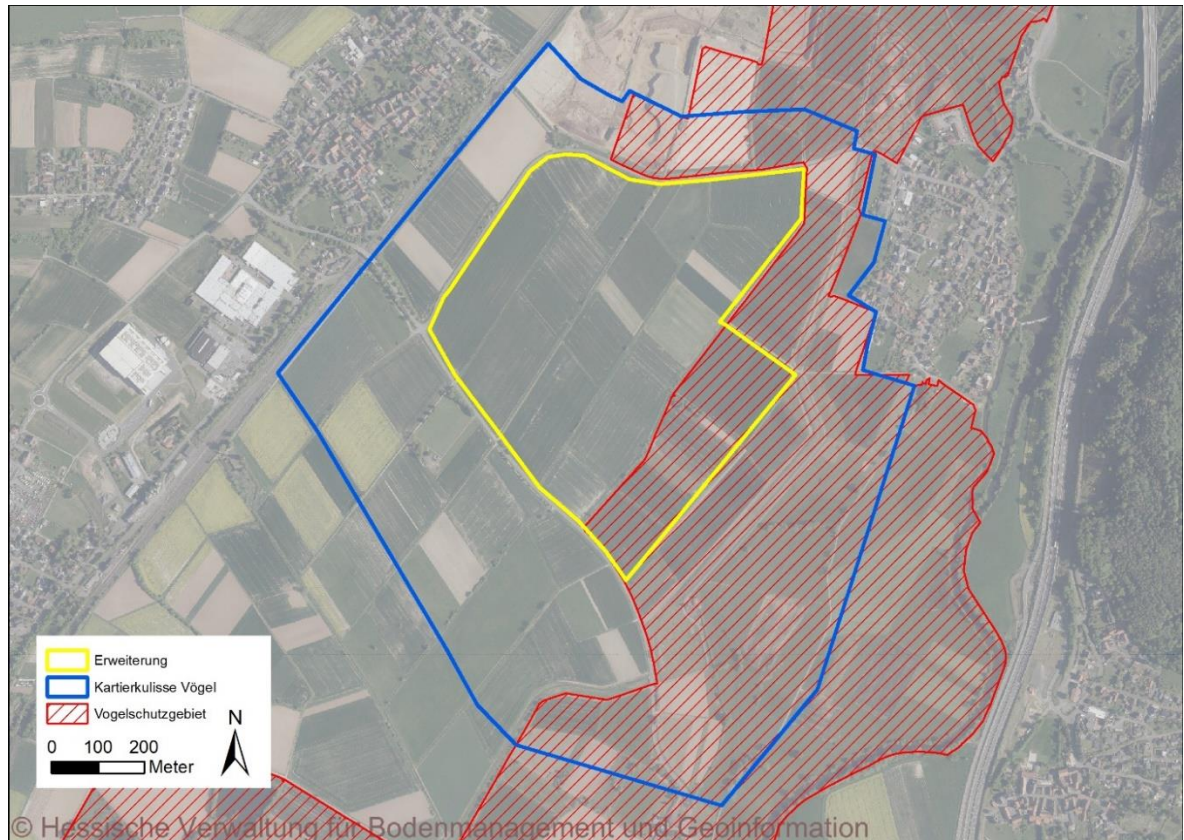 Erweiterung
Kartierkulisse Vögel
Vogelschutzgebiet
N
0 100 200
Meter
© Hessische Verwaltung für Bodenmanagement und Geoinformation